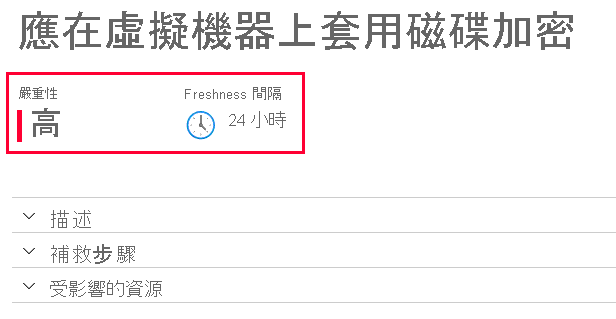 應在虛擬機器上套用磁碟加密
嚴重性
Freshness 間隔
高
24 小時
描述
補救步驟
受影響的資源